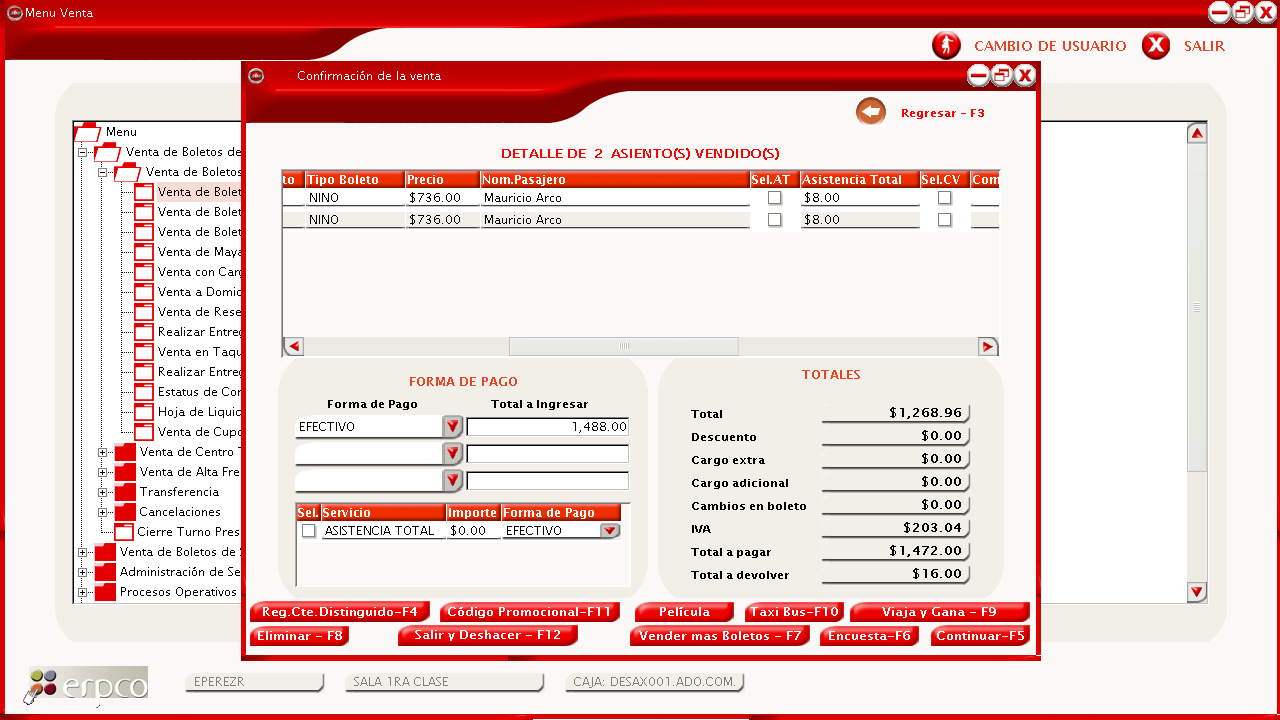 Menu Venta
CAMBIO DE USUARIO
SALIR
Confirmación de la venta
Regresar - F3
Menu
Venta de Boletos de
Venta de Boletos
Venta de Bolet
Venta de Bolet
Venta de Bolet
Venta de Maya
Venta con Carg
Venta a Domic
Venta de Rese
Realizar Entreg
Venta en Taqu
Realizar Entreg
Estatus de Cor
Hoja de Liquid
Venta de Cupo
Venta de Centro T
Venta de Alta Fre
Transferencia
Cancelaciones
Cierre Turno Pres
Venta de Boletos de
Administración de Se
Procesos Operativos
DETALLE DE 2 ASIENTO(S) VENDIDO(S)
to Tipo Boleto Precio Nom.Pasajero Sel.AT Asistencia Total Sel.CV Com
NINO $736.00 Mauricio Arco $8.00
NINO $736.00 Mauricio Arco $8.00
FORMA DE PAGO
Forma de Pago Total a Ingresar
EFECTIVO 1,488.00
Sel. Servicio Importe Forma de Pago
ASISTENCIA TOTAL $0.00 EFECTIVO
TOTALES
Total $1,268.96
Descuento $0.00
Cargo extra $0.00
Cargo adicional $0.00
Cambios en boleto $0.00
IVA $203.04
Total a pagar $1,472.00
Total a devolver $16.00
Reg.Cte.Distinguido-F4 Código Promocional-F11 Película Taxi Bus-F10 Viaja y Gana - F9
Eliminar - F8 Salir y Deshacer - F12 Vender mas Boletos - F7 Encuesta-F6 Continuar-F5
erpco
EPEREZR
SALA 1RA CLASE
CAJA: DESAX001.ADO.COM.